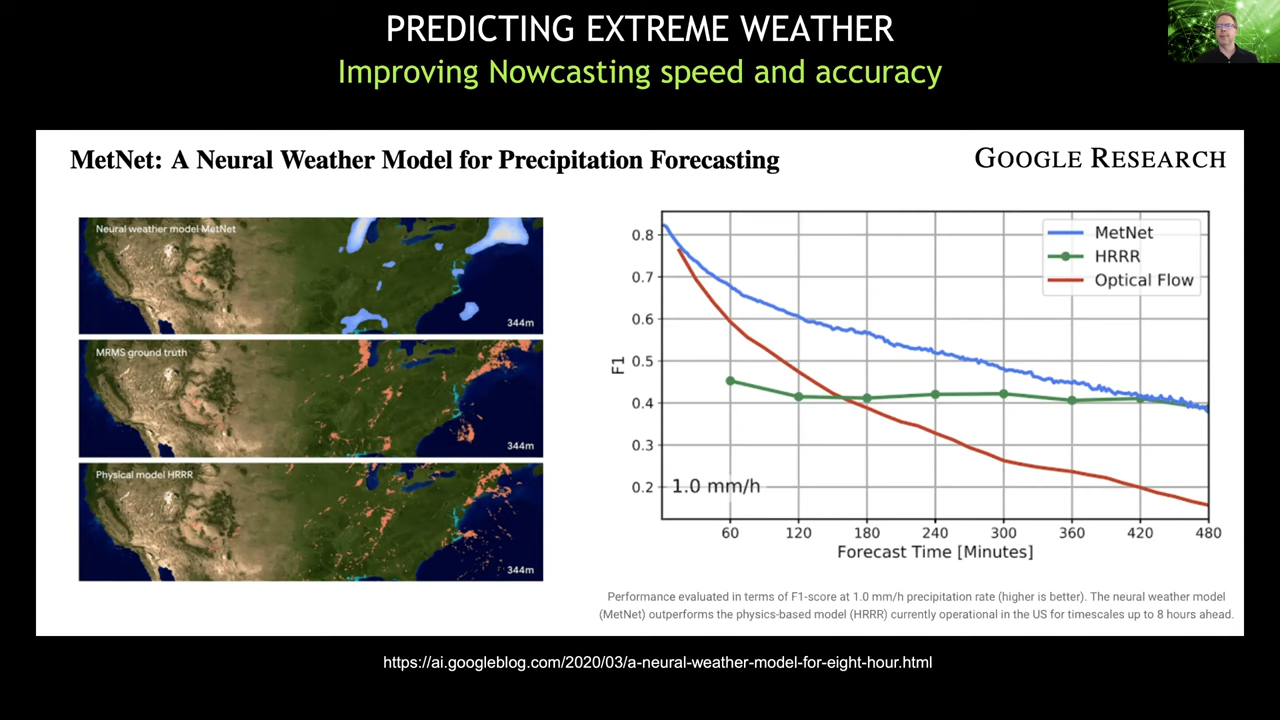 PREDICTING EXTREME WEATHER
Improving Nowcasting speed and accuracy
MetNet: A Neural Weather Model for Precipitation Forecasting
GOOGLE RESEARCH
Neural weather model MetNet
344m
MRMS ground truth
344m
Physical model HRRR
344m
MetNet
HRRR
Optical Flow
F1
0.8
0.7
0.6
0.5
0.4
0.3
0.2
1.0 mm/h
60 120 180 240 300 360 420 480
Forecast Time [Minutes]
Performance evaluated in terms of F1-score at 1.0 mm/h precipitation rate (higher is better). The neural weather model
(MetNet) outperforms the physics-based model (HRRR) currently operational in the US for timescales up to 8 hours ahead.
https://ai.googleblog.com/2020/03/a-neural-weather-model-for-eight-hour.html